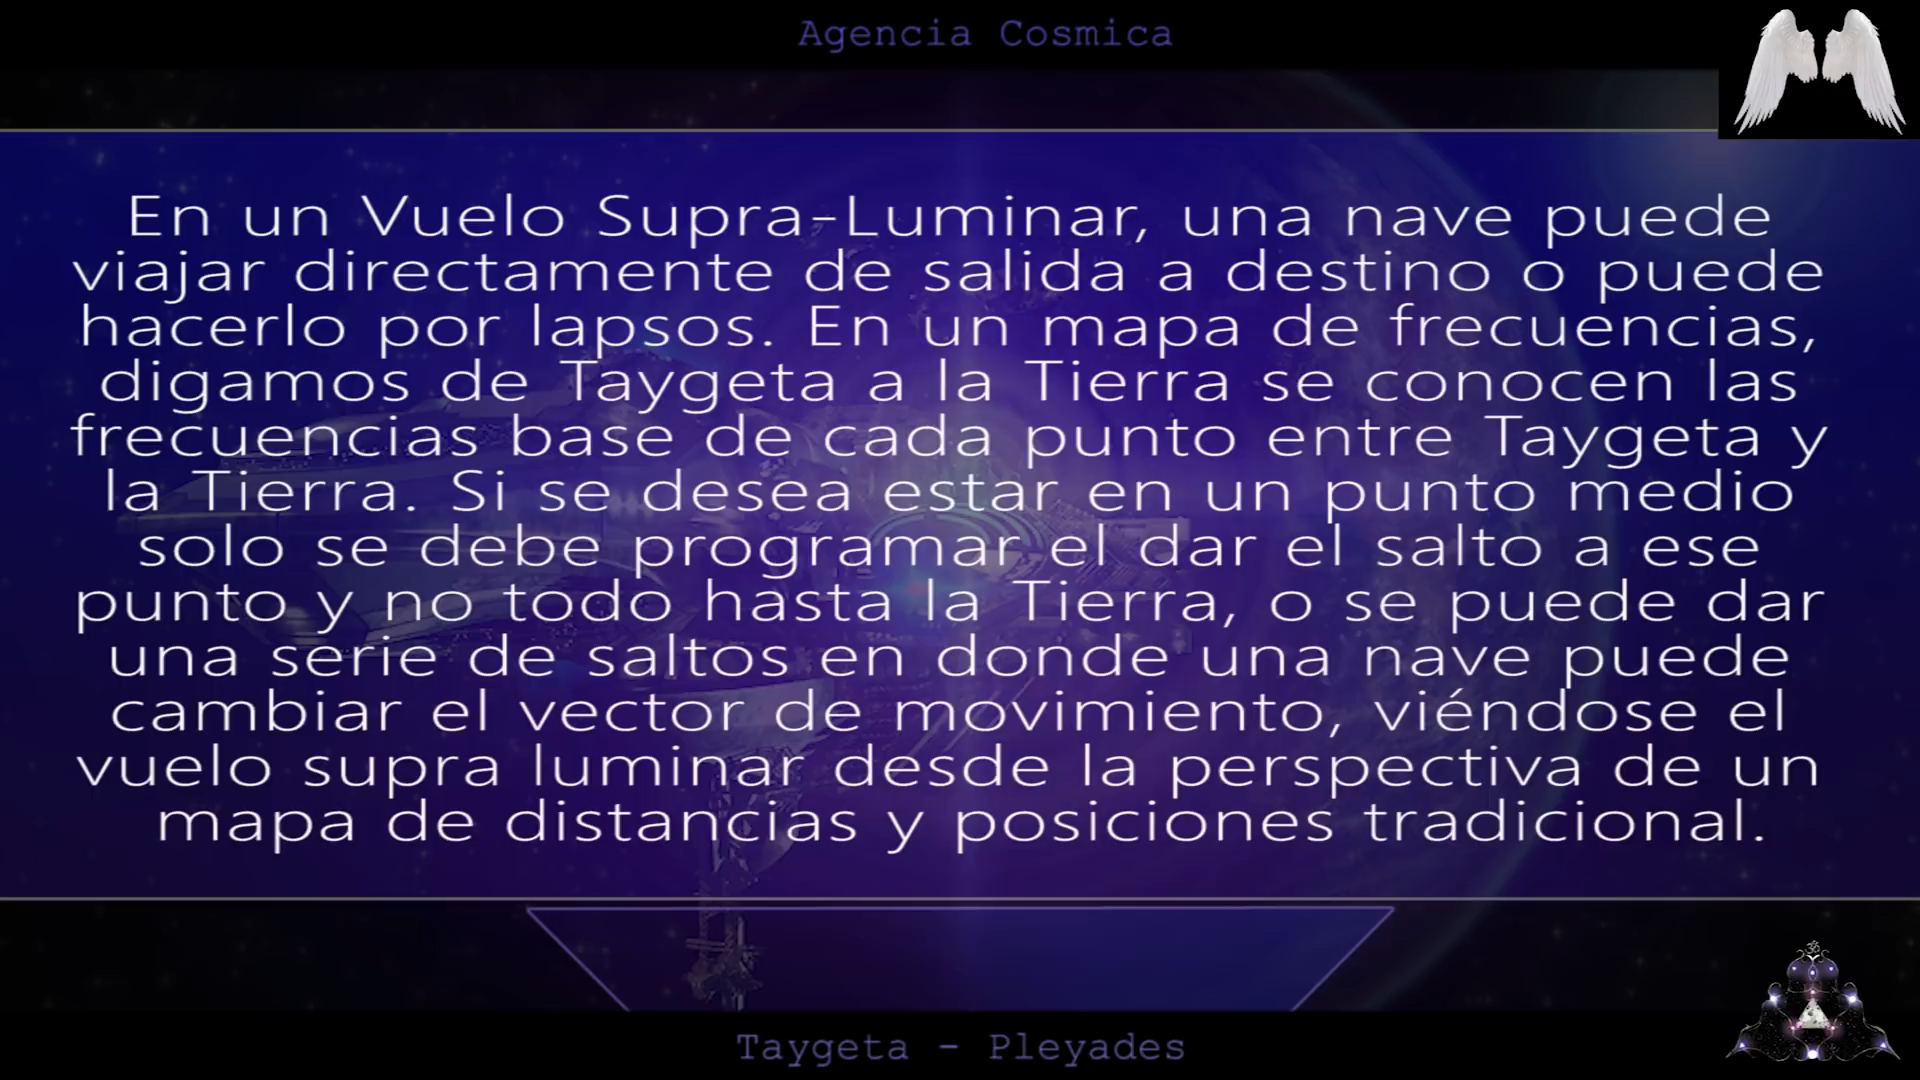 Agencia Cosmica
En un Vuelo Supra-Luminar, una nave puede
viajar directamente de salida a destino o puede
hacerlo por lapsos. En un mapa de frecuencias,
digamos de Taygeta a la Tierra se conocen las
frecuencias base de cada punto entre Taygeta y
la Tierra. Si se desea estar en un punto medio
solo se debe programar el dar el salto a ese
punto y no todo hasta la Tierra, o se puede dar
una serie de saltos en donde una nave puede
cambiar el vector de movimiento, viéndose el
vuelo supra luminar desde la perspectiva de un
mapa de distancias y posiciones tradicional.
ॐ
Taygeta - Pleyades